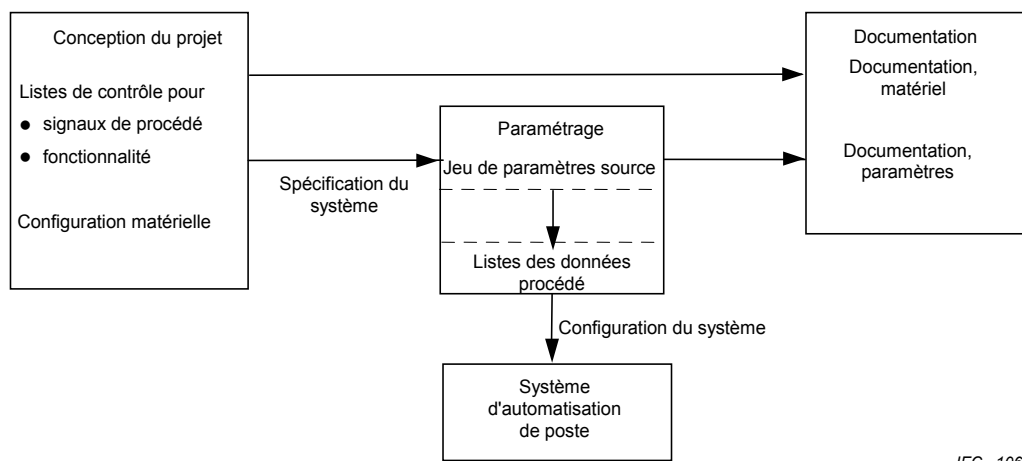 Conception du projet
Listes de contrôle pour
● signaux de procédé
● fonctionnalité
Configuration matérielle
Spécification du
système
Paramétrage
Jeu de paramètres source
Listes des données
procédé
Configuration du système
Système
d'automatisation
de poste
Documentation
Documentation,
matériel
Documentation,
paramètres